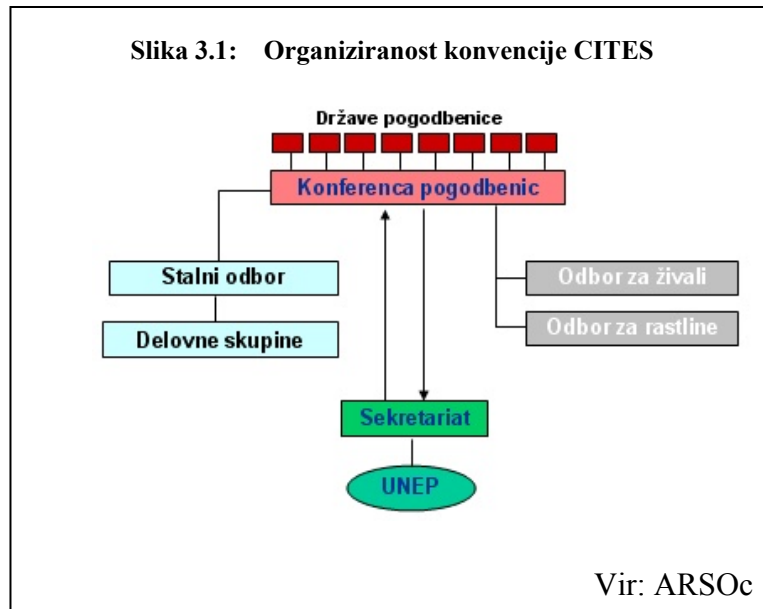 Slika 3.1: Organiziranost konvencije CITES
Države pogodbenice
Konferenca pogodbenic
Stalni odbor
Delovne skupine
Odbor za živali
Odbor za rastline
Sekretariat
UNEP
Vir: ARSOc